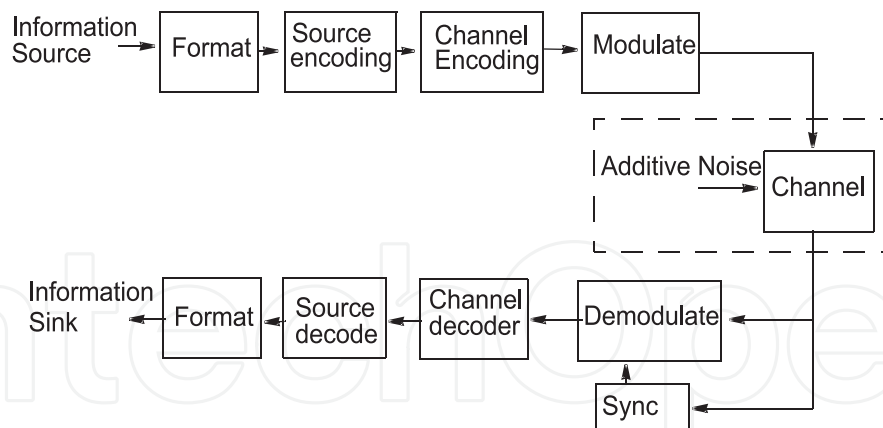 Information
Source
Format
Source
encoding
Channel
Encoding
Modulate
Additive Noise
Channel
Information
Sink
Format
Source
decode
Channel
decoder
Demodulate
Sync
ntechOpe